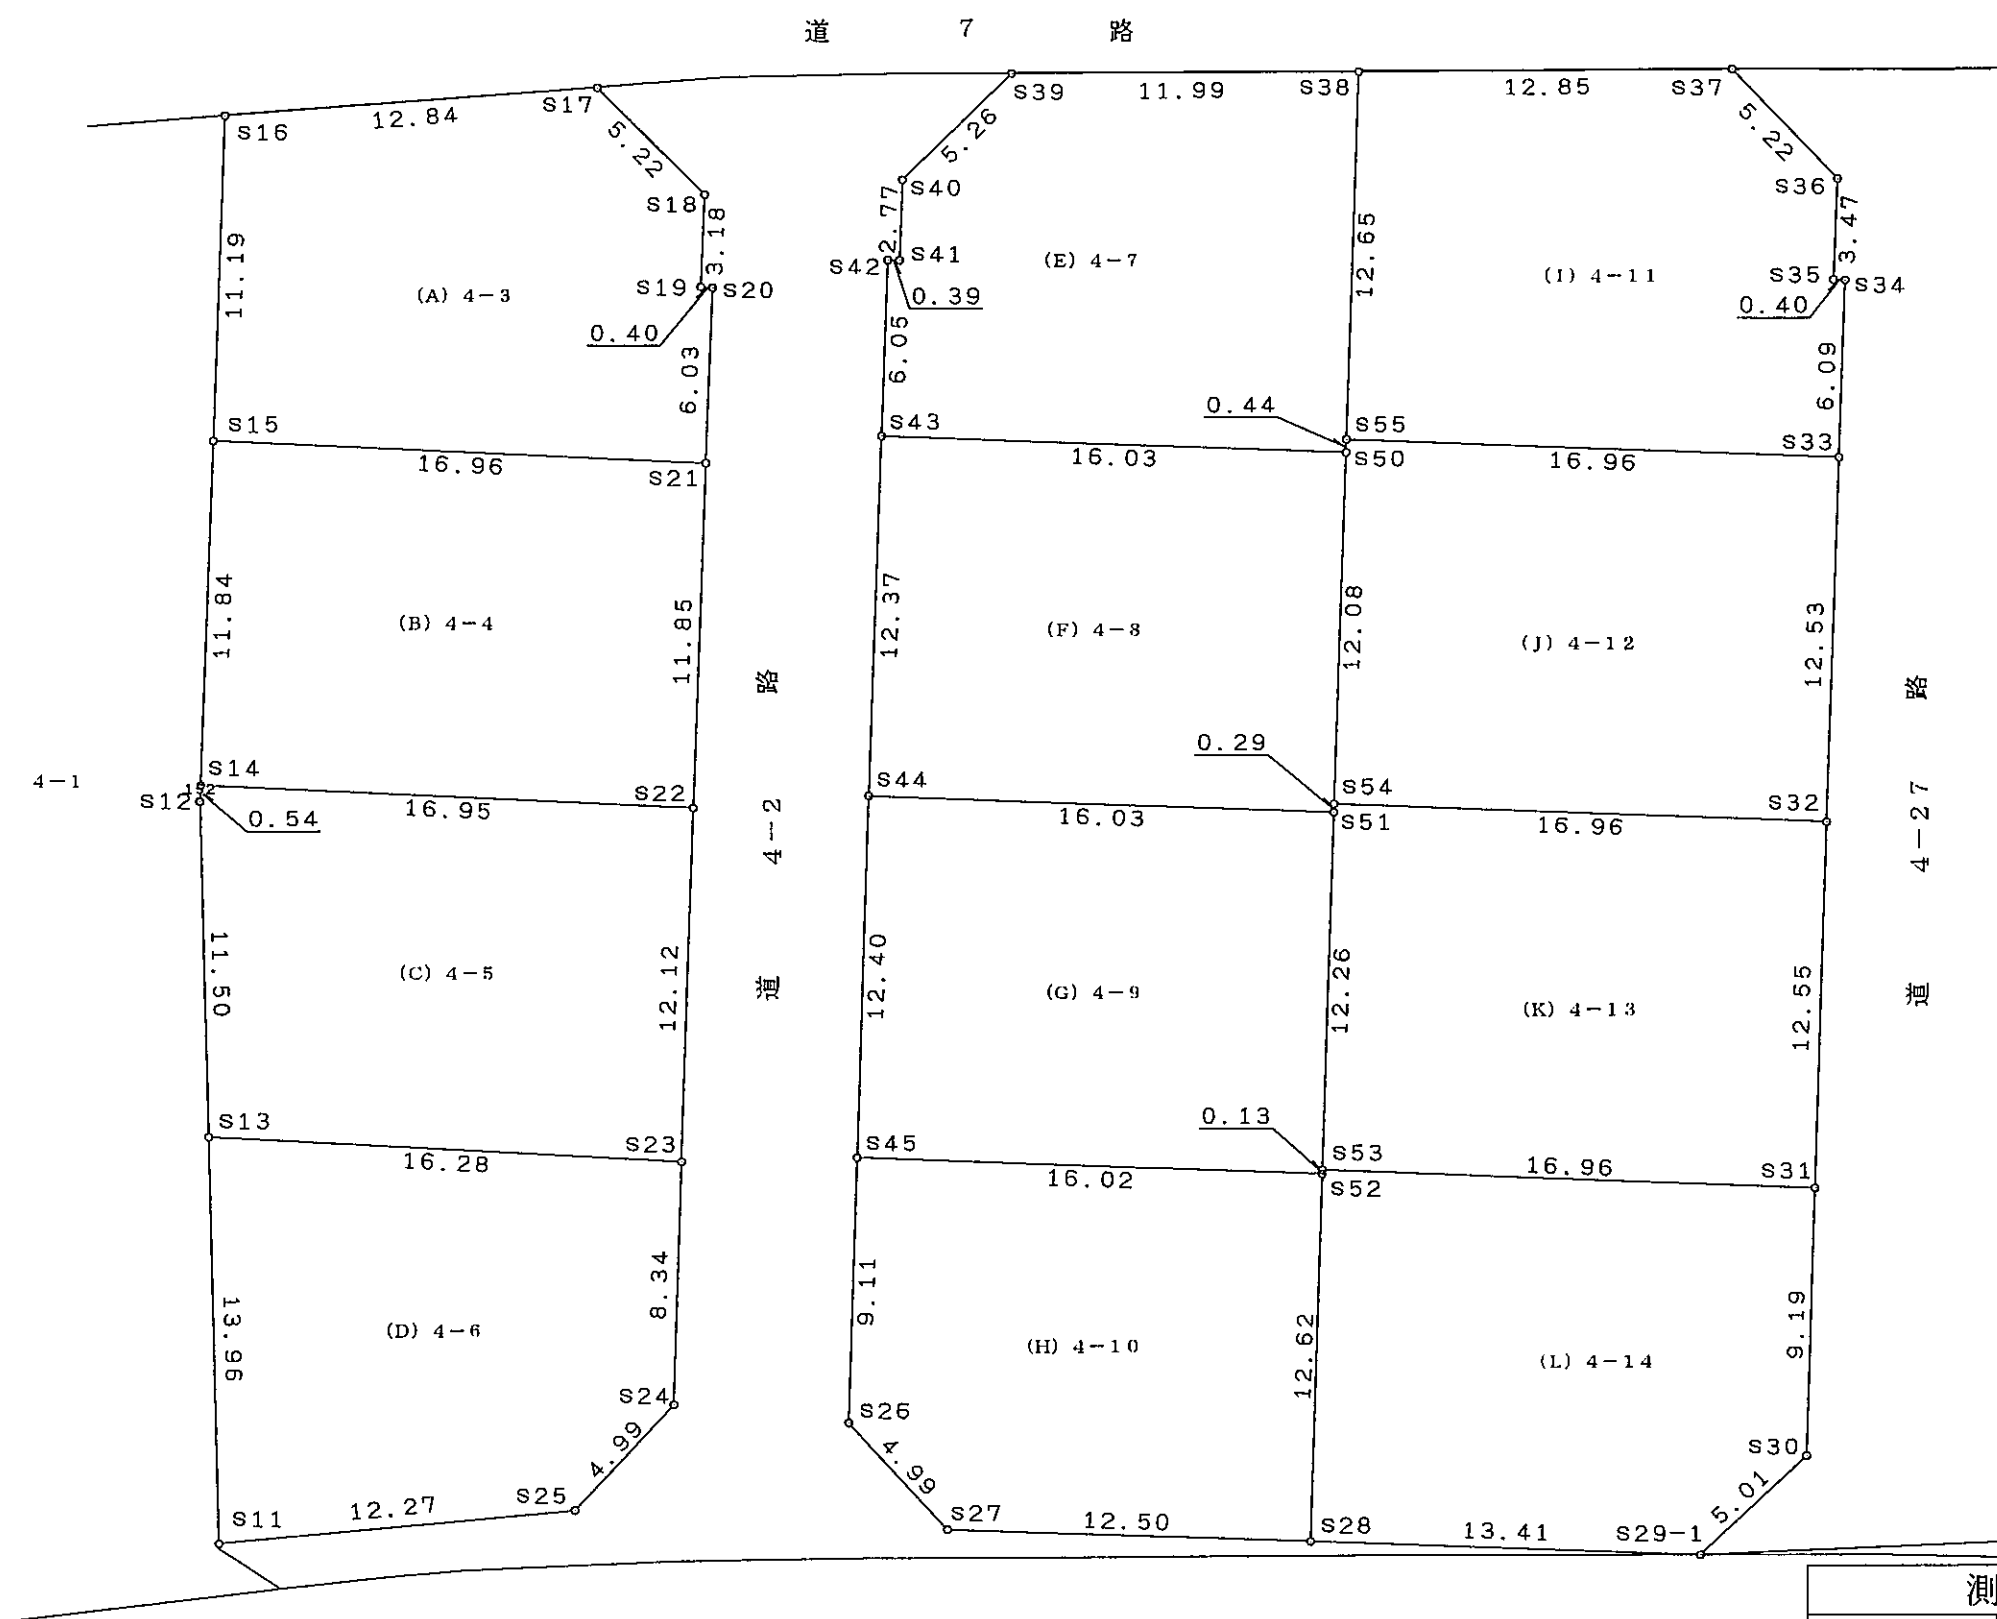 道 7 路
S16
12.84
S17
5.22
S18
3.18
S19
S20
0.40
6.03
11.19
(A) 4-3
S15
16.96
S21
11.84
(B) 4-4
11.85
4-1
S14
S12
0.54
16.95
S22
11.50
(C) 4-5
12.12
S13
16.28
S23
13.96
(D) 4-6
8.34
S24
4.99
S25
12.27
S11
路
4-2
道
S39
11.99
S38
5.26
S40
2.77
S41
S42
0.39
6.05
(E) 4-7
12.65
S43
16.03
0.44
S55
S50
12.37
(F) 4-8
12.08
S44
16.03
0.29
S54
S51
12.40
(G) 4-9
12.26
S45
16.02
0.13
S53
S52
9.11
(H) 4-10
12.62
S26
4.99
S27
12.50
S28
12.85
S37
5.22
S36
3.47
S35
S34
0.40
6.09
(I) 4-11
16.96
S33
(J) 4-12
12.53
16.96
S32
(K) 4-13
12.55
16.96
S31
(L) 4-14
9.19
S30
5.01
13.41
S29-1
路
4-27
道
測